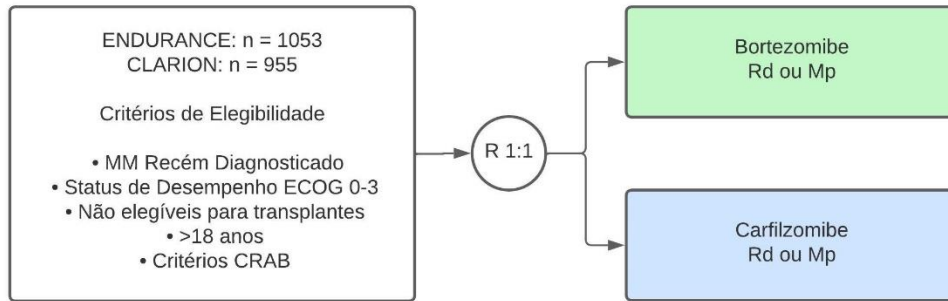 ENDURANCE: n = 1053
CLARION: n = 955
Critérios de Elegibilidade
• MM Recém Diagnosticado
• Status de Desempenho ECOG 0-3
• Não elegíveis para transplantes
• >18 anos
• Critérios CRAB
R 1:1
Bortezomibe
Rd ou Mp
Carfilzomibe
Rd ou Mp